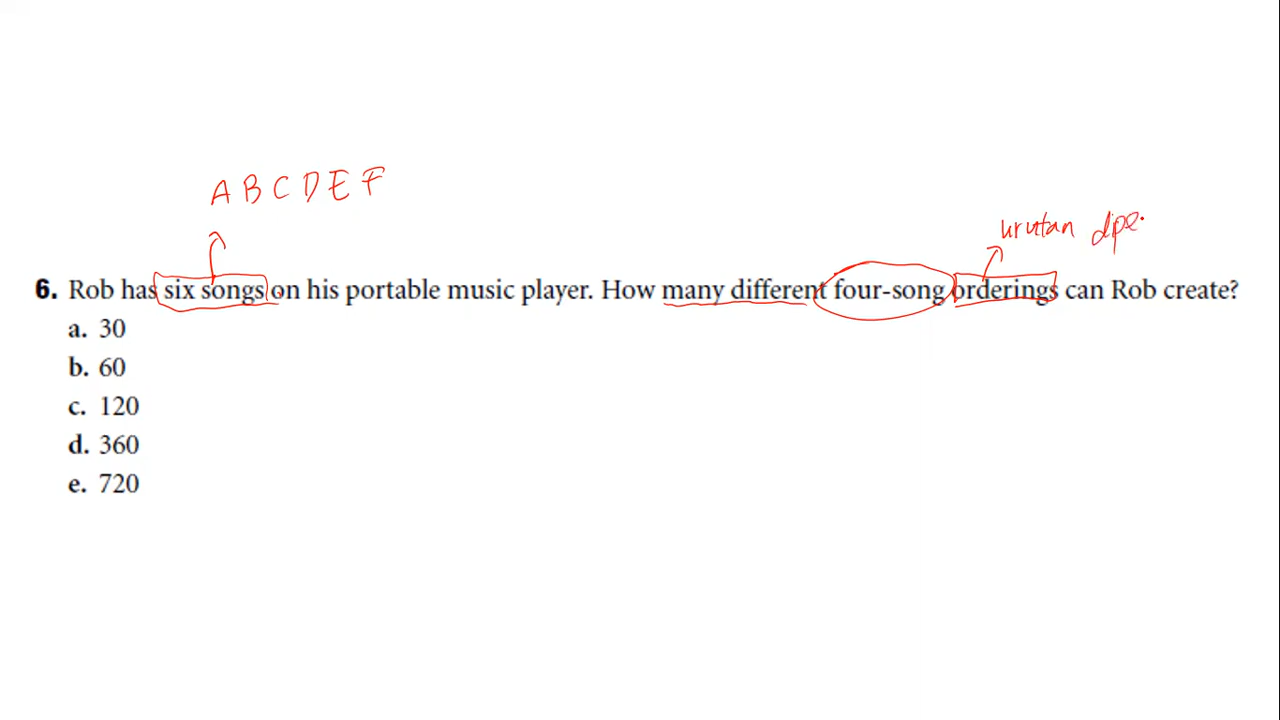 A B C D E F
urutan dpe
6. Rob has six songs on his portable music player. How many different four-song orderings can Rob create?
a. 30
b. 60
c. 120
d. 360
e. 720